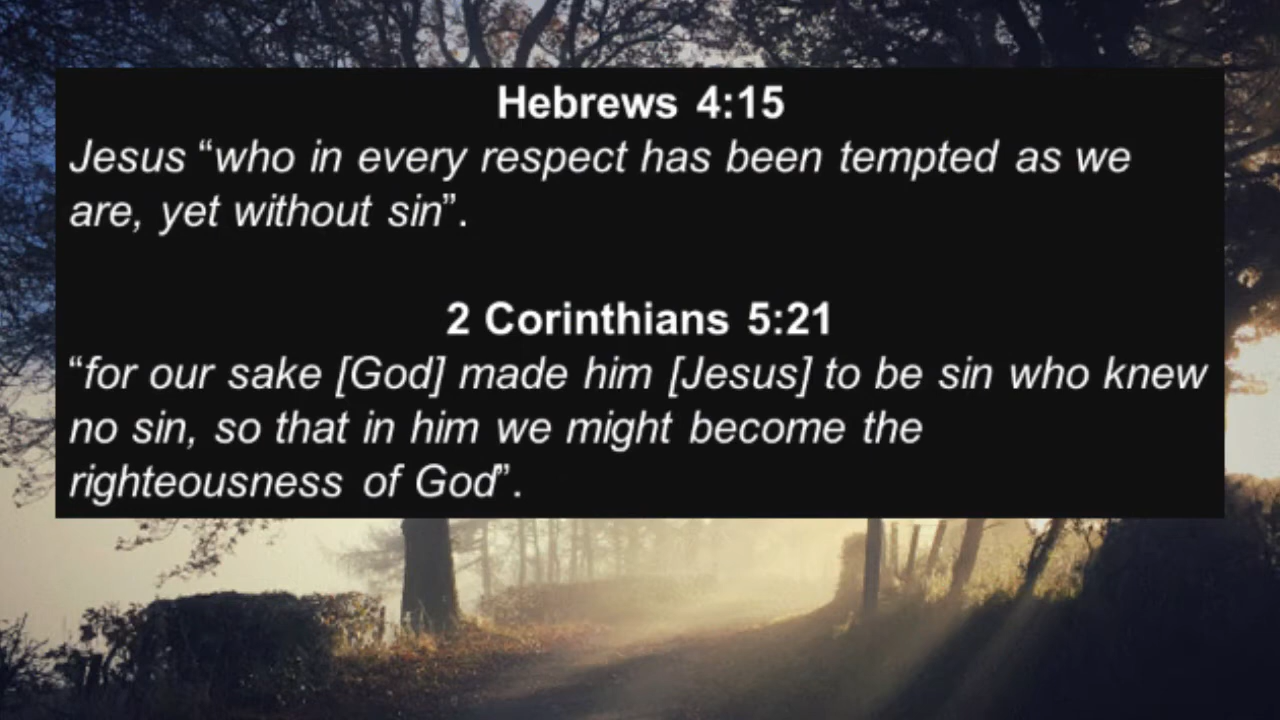 Hebrews 4:15
Jesus “who in every respect has been tempted as we
are, yet without sin”.
2 Corinthians 5:21
“for our sake [God] made him [Jesus] to be sin who knew
no sin, so that in him we might become the
righteousness of God”.